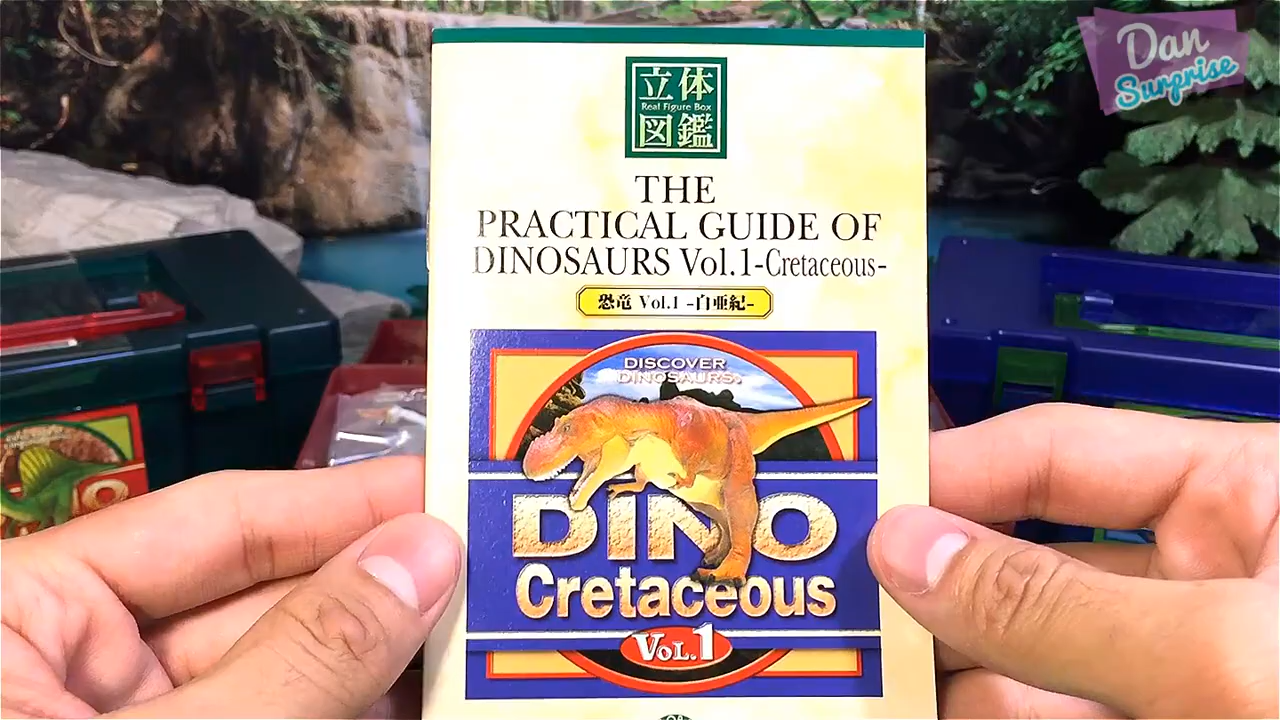 Dan
Surprise
立体
Real Figure Box
図鑑
THE
PRACTICAL GUIDE OF
DINOSAURS Vol.1-Cretaceous-
恐竜 Vol.1 -白亜紀-
DISCOVER
DINOSAURS
DINO
Cretaceous
VOL.1